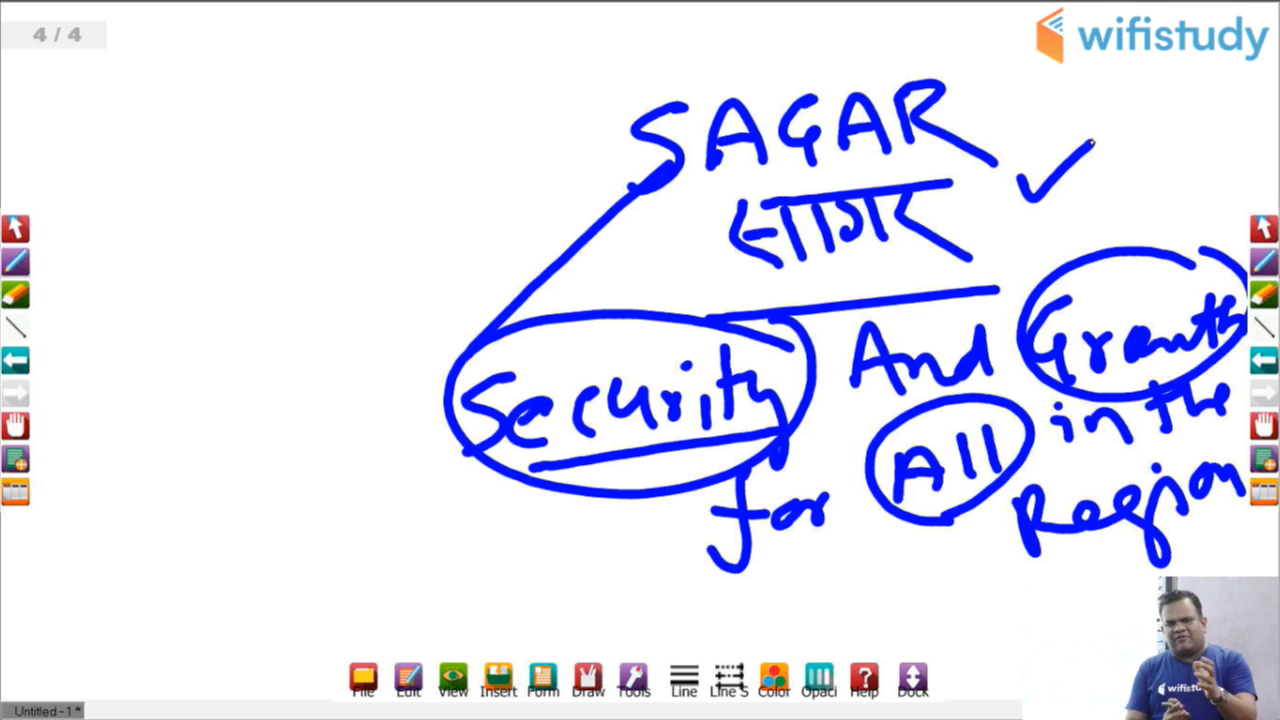 4 / 4
wifistudy
SAGAR
सागर
Security And Growth
for All in the
Region
wifistudy
File Edit View Insert Form Draw Tools Line Line S Color Opaci Help Dock
Untitled - 1 *